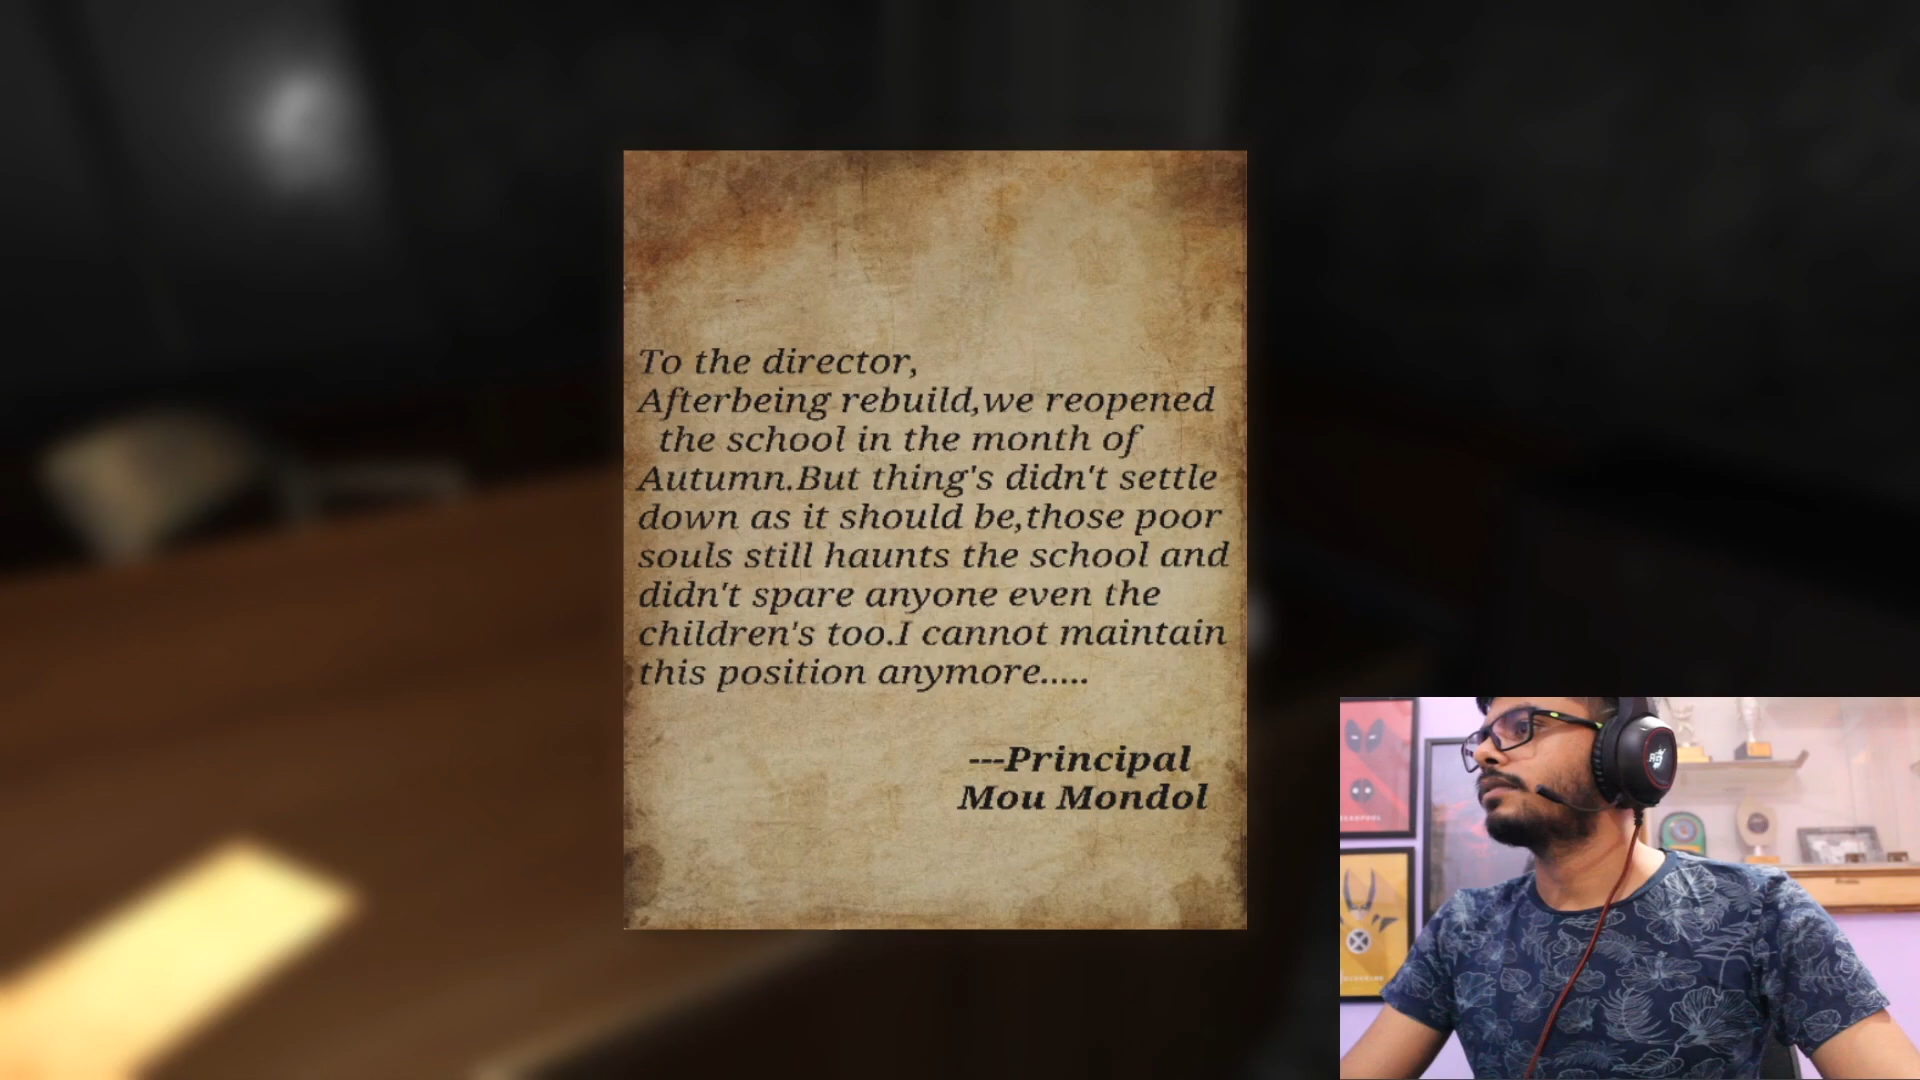 To the director,
Afterbeing rebuild,we reopened
the school in the month of
Autumn.But thing's didn't settle
down as it should be,those poor
souls still haunts the school and
didn't spare anyone even the
children's too.I cannot maintain
this position anymore.....
---Principal
Mou Mondol
DEADPOOL